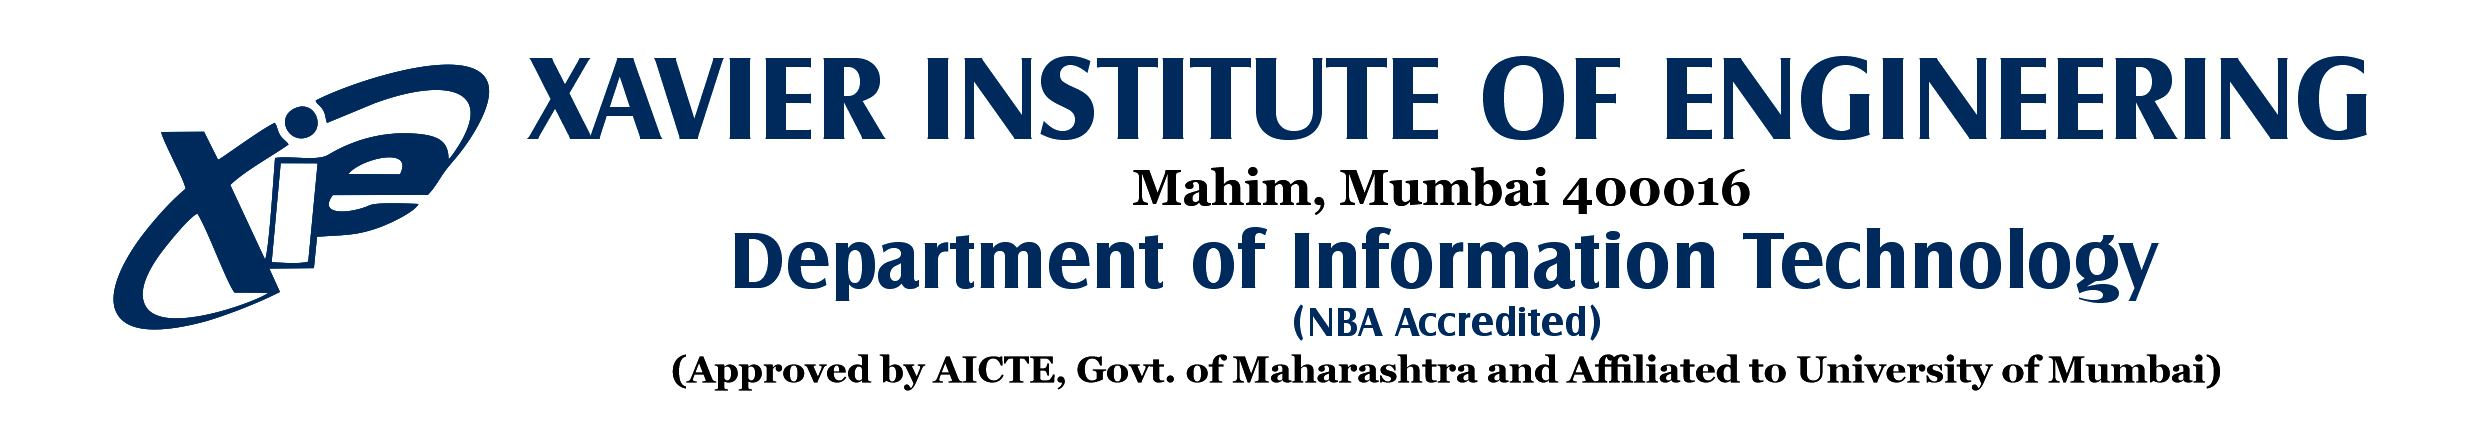 xie
XAVIER INSTITUTE OF ENGINEERING
Mahim, Mumbai 400016
Department of Information Technology
(NBA Accredited)
(Approved by AICTE, Govt. of Maharashtra and Affiliated to University of Mumbai)